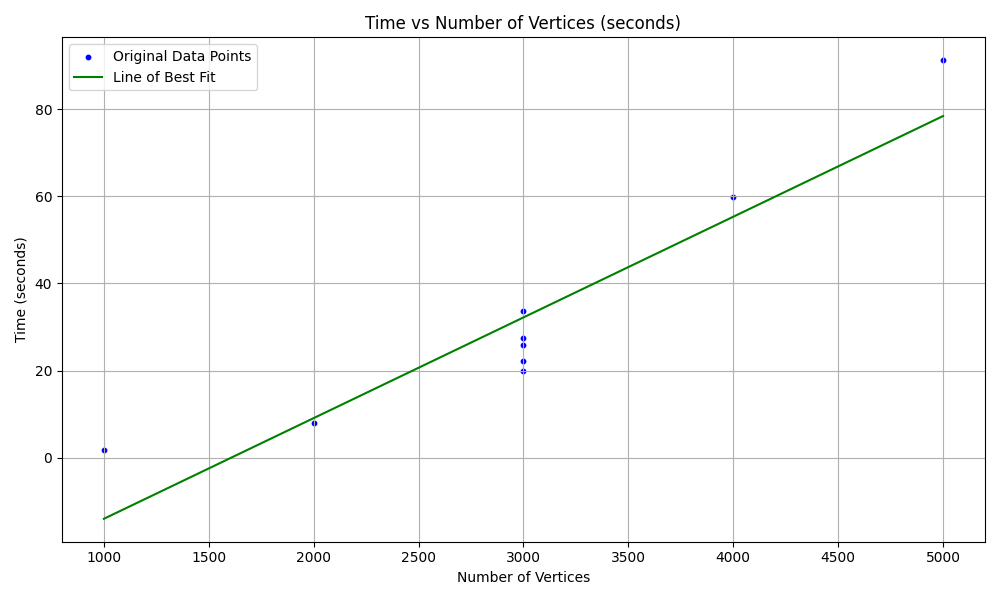 Time vs Number of Vertices (seconds)
Original Data Points
Line of Best Fit
80
60
40
20
0
Time (seconds)
1000 1500 2000 2500 3000 3500 4000 4500 5000
Number of Vertices